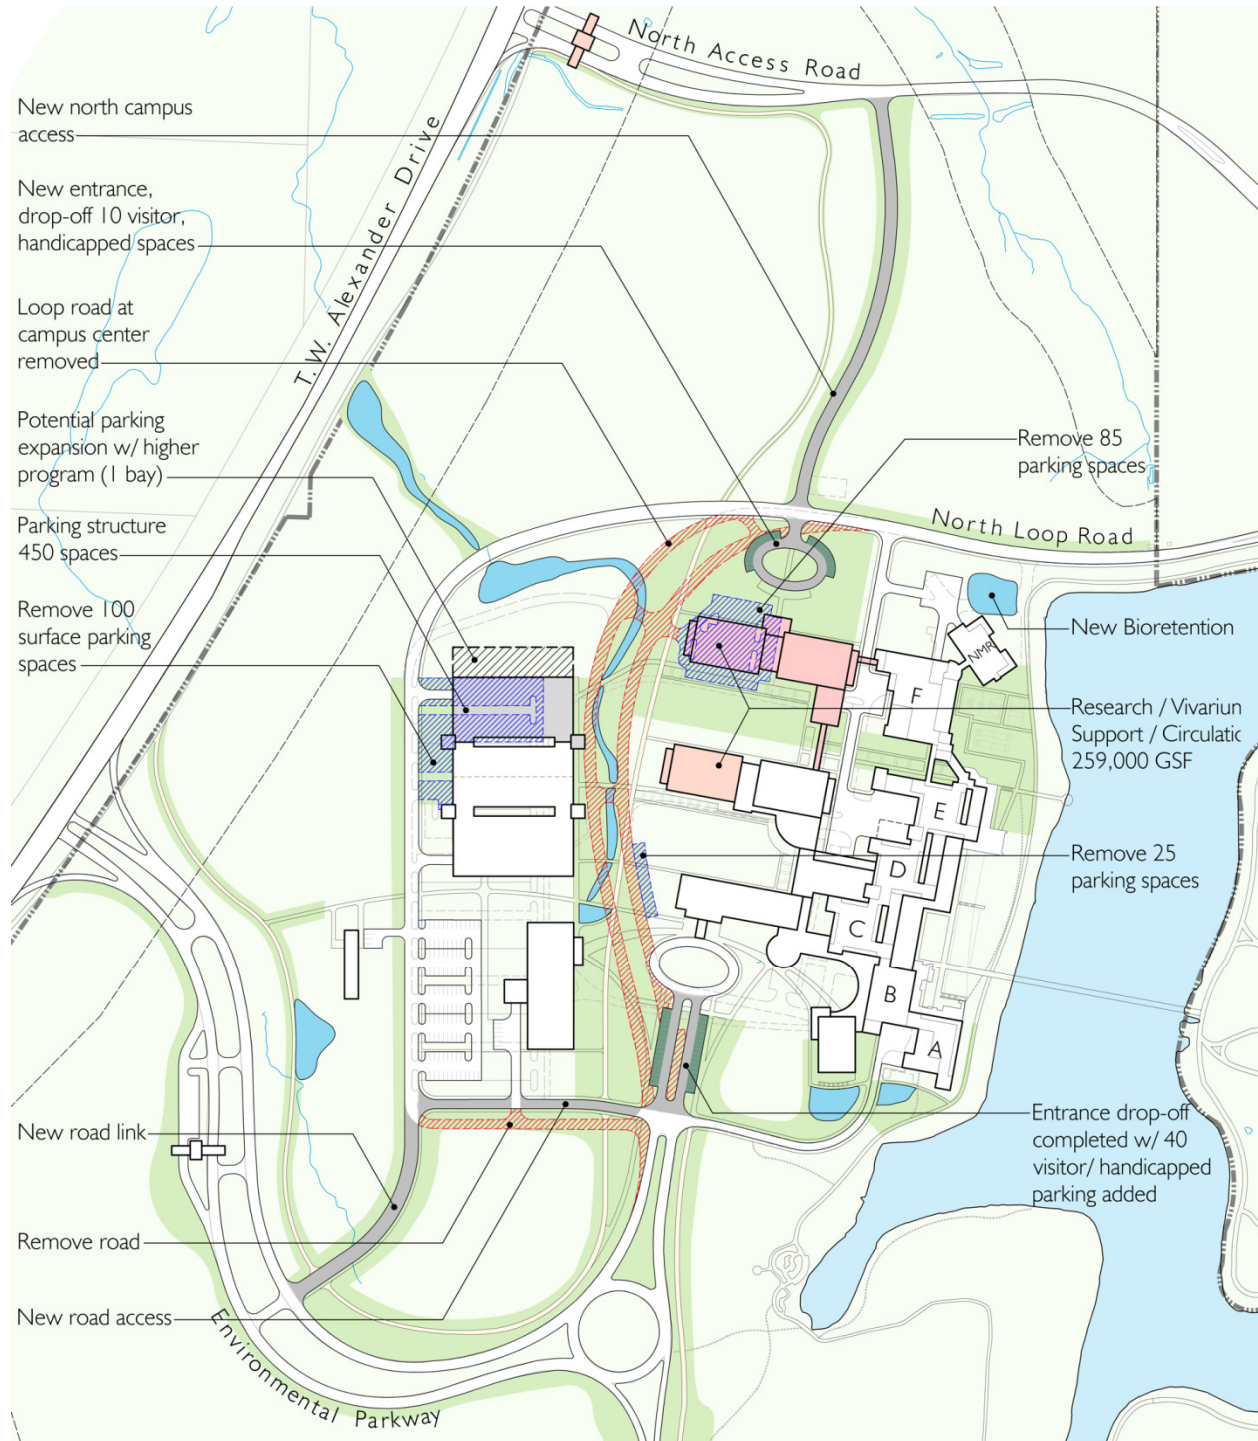 North Access Road
New north campus
access
T. W. Alexander Drive
New entrance,
drop-off 10 visitor,
handicapped spaces
Loop road at
campus center
removed
Potential parking
expansion w/ higher
program (1 bay)
Parking structure
450 spaces
Remove 100
surface parking
spaces
Remove 85
parking spaces
North Loop Road
New Bioretention
NMR
F
Research / Vivariun
Support / Circulatic
259,000 GSF
E
Remove 25
parking spaces
D
C
B
A
Entrance drop-off
completed w/ 40
visitor/ handicapped
parking added
New road link
Remove road
New road access
Environmental Parkway